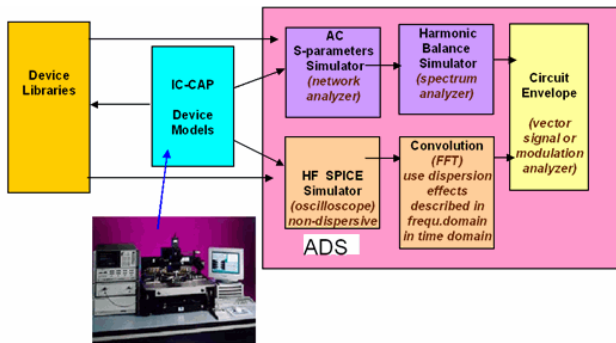 Device
Libraries
IC-CAP
Device
Models
AC
S-parameters
Simulator
(network
analyzer)
Harmonic
Balance
Simulator
(spectrum
analyzer)
Circuit
Envelope
(vector
signal or
modulation
analyzer)
HF SPICE
Simulator
(oscilloscope)
non-dispersive
Convolution
(FFT)
use dispersion
effects
described in
frequ.domain
in time domain
ADS